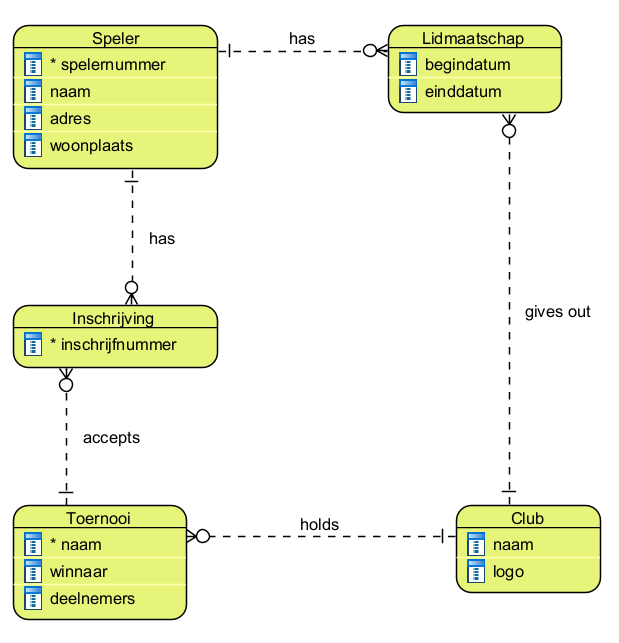 Speler
* spelernummer
naam
adres
woonplaats
has
Lidmaatschap
begindatum
einddatum
has
gives out
Inschrijving
* inschrijfnummer
accepts
Toernooi
* naam
winnaar
deelnemers
holds
Club
naam
logo